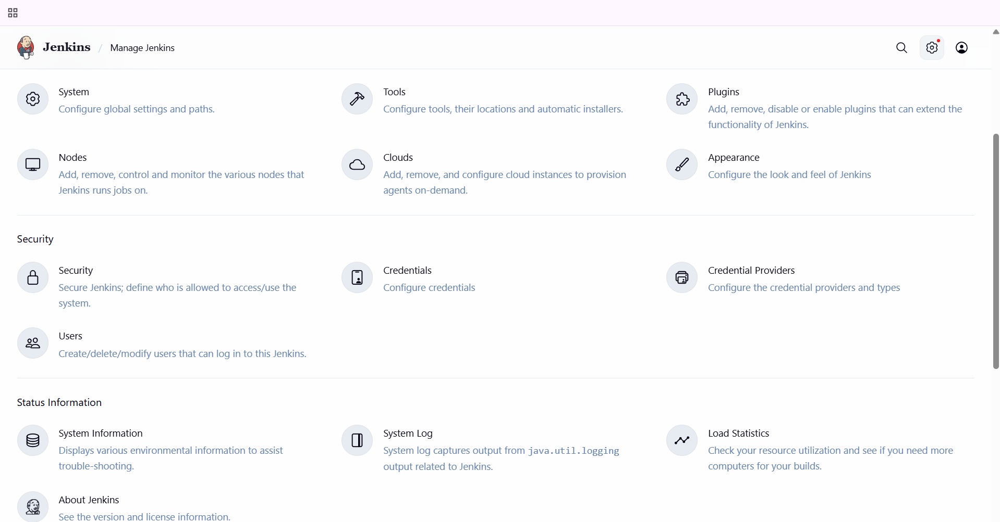 Jenkins / Manage Jenkins
System
Configure global settings and paths.
Tools
Configure tools, their locations and automatic installers.
Plugins
Add, remove, disable or enable plugins that can extend the
functionality of Jenkins.
Nodes
Add, remove, control and monitor the various nodes that
Jenkins runs jobs on.
Clouds
Add, remove, and configure cloud instances to provision
agents on-demand.
Appearance
Configure the look and feel of Jenkins
Security
Security
Secure Jenkins; define who is allowed to access/use the
system.
Credentials
Configure credentials
Credential Providers
Configure the credential providers and types
Users
Create/delete/modify users that can log in to this Jenkins.
Status Information
System Information
Displays various environmental information to assist
trouble-shooting.
System Log
System log captures output from java.util.logging
output related to Jenkins.
Load Statistics
Check your resource utilization and see if you need more
computers for your builds.
About Jenkins
See the version and license information.